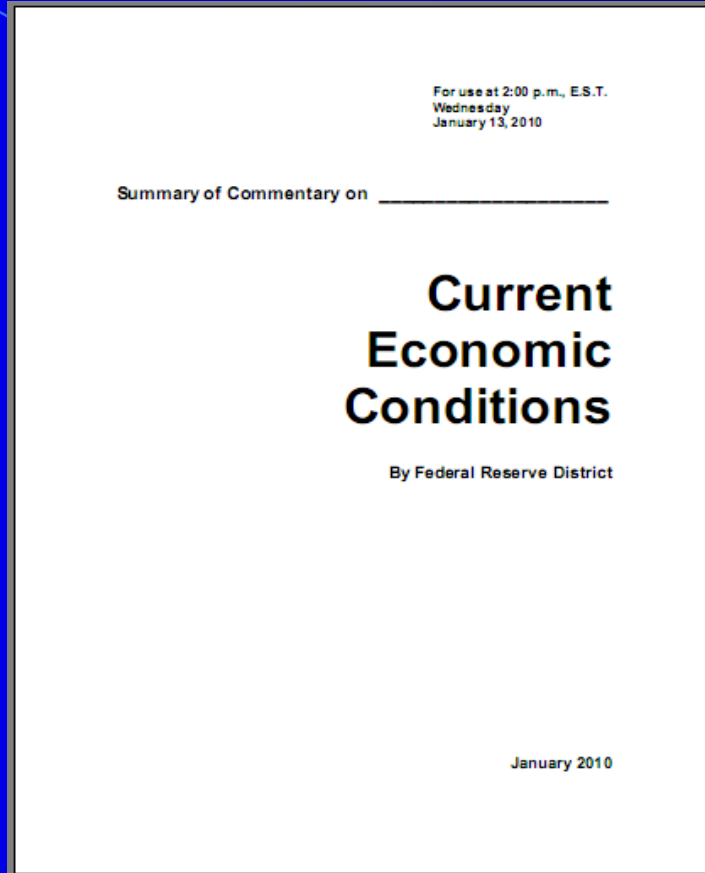 For use at 2:00 p.m., E.S.T.
Wednesday
January 13, 2010
Summary of Commentary on ____________________
Current
Economic
Conditions
By Federal Reserve District
January 2010